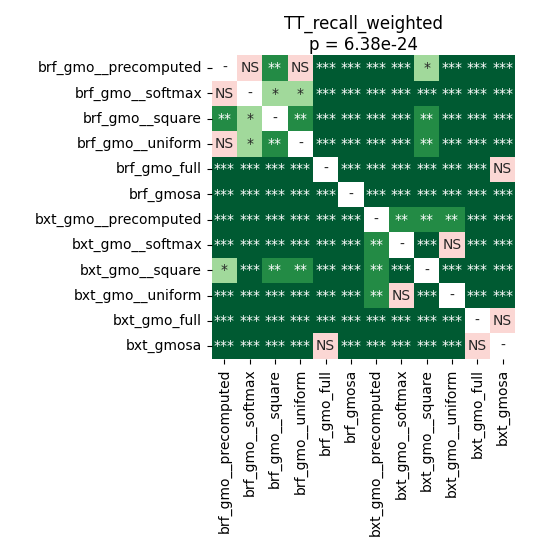 TT_recall_weighted
p = 6.38e-24
brf_gmo__precomputed - NS ** NS *** *** *** *** * *** *** ***
brf_gmo__softmax NS - * * *** *** *** *** *** *** *** ***
brf_gmo__square ** * - ** *** *** *** *** ** *** *** ***
brf_gmo__uniform NS * ** - *** *** *** *** ** *** *** ***
brf_gmo_full *** *** *** *** - *** *** *** *** *** *** NS
brf_gmosa *** *** *** *** *** - *** *** *** *** *** ***
bxt_gmo__precomputed *** *** *** *** *** *** - ** ** ** *** ***
bxt_gmo__softmax *** *** *** *** *** *** ** - *** NS *** ***
bxt_gmo__square * *** ** ** *** *** ** *** - *** *** ***
bxt_gmo__uniform *** *** *** *** *** *** ** NS *** - *** ***
bxt_gmo_full *** *** *** *** *** *** *** *** *** *** - NS
bxt_gmosa *** *** *** *** NS *** *** *** *** *** NS -
brf_gmo__precomputed
brf_gmo__softmax
brf_gmo__square
brf_gmo__uniform
brf_gmo_full
brf_gmosa
bxt_gmo__precomputed
bxt_gmo__softmax
bxt_gmo__square
bxt_gmo__uniform
bxt_gmo_full
bxt_gmosa